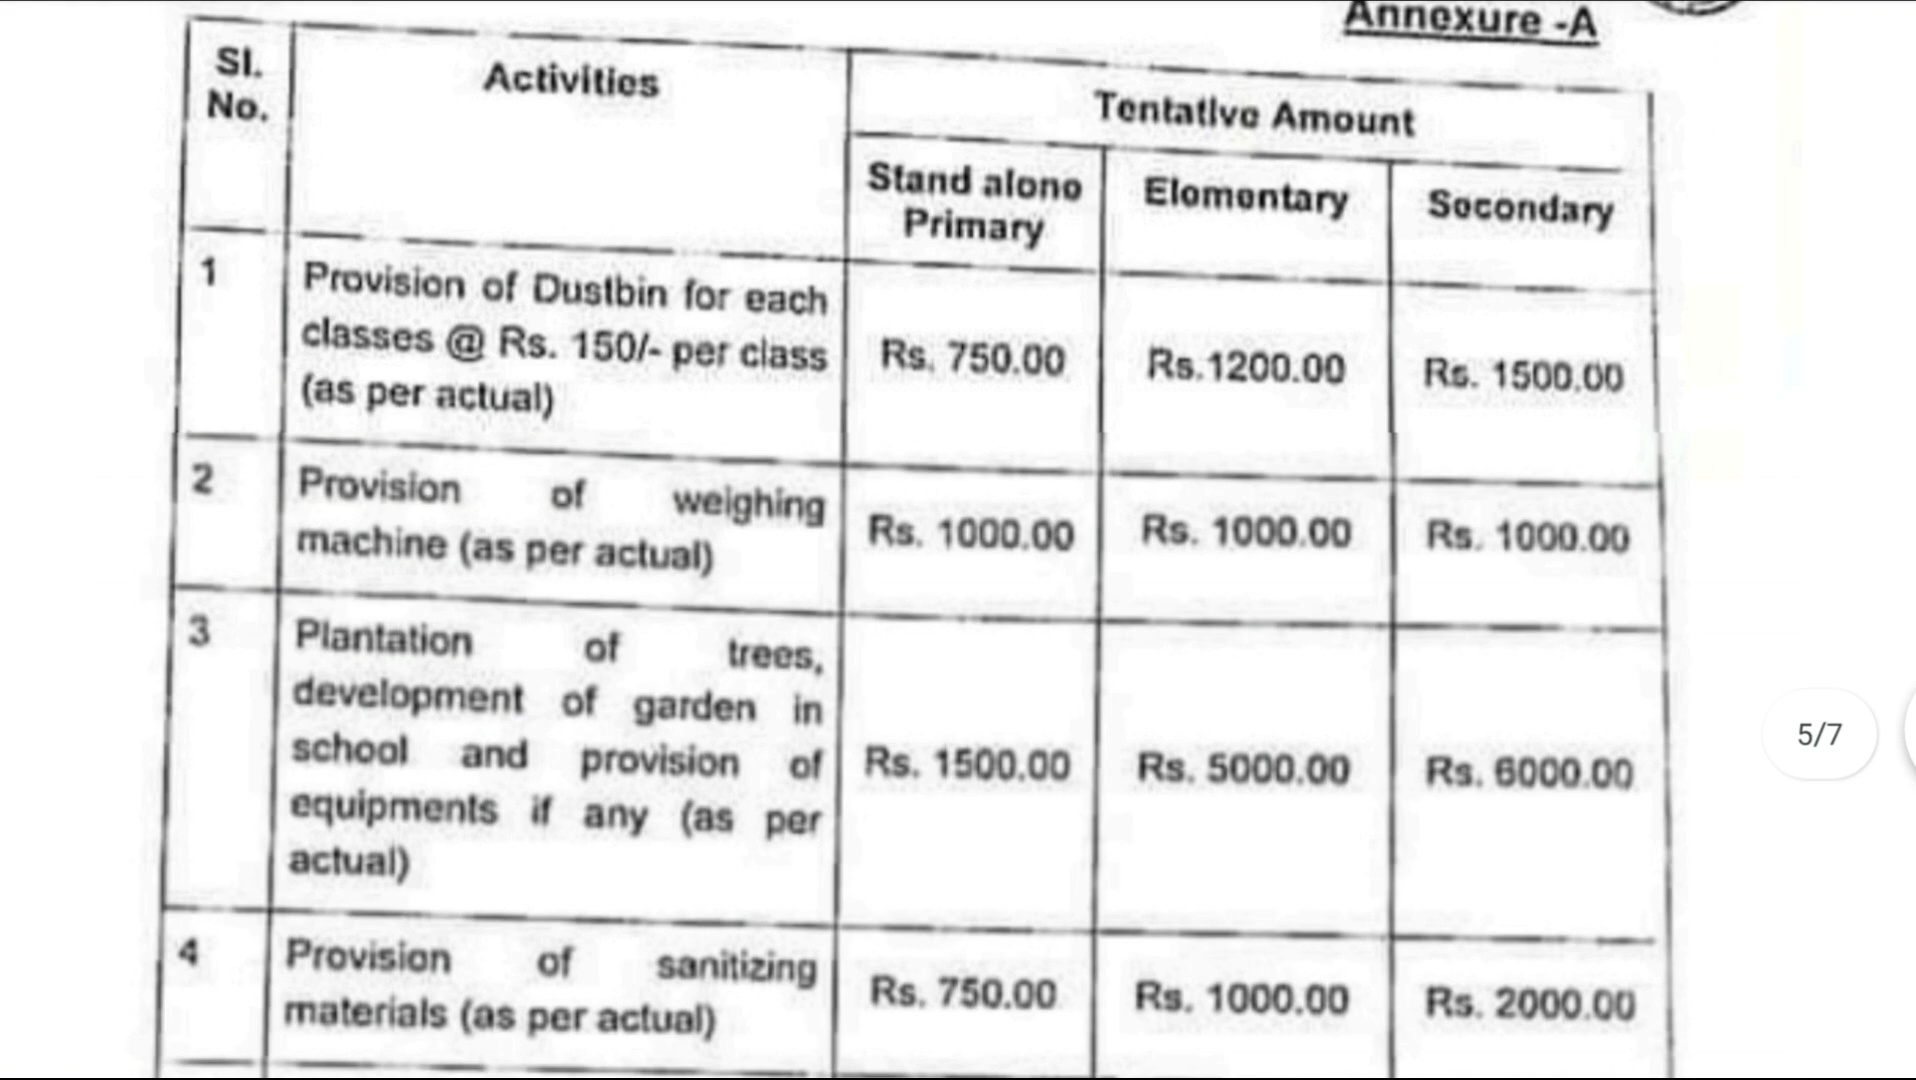 Annexure -A
Sl.
No.
Activities
Tentative Amount
Stand alone
Primary
Elementary
Secondary
1
Provision of Dustbin for each
classes @ Rs. 150/- per class
(as per actual)
Rs. 750.00
Rs.1200.00
Rs. 1500.00
2
Provision of weighing
machine (as per actual)
Rs. 1000.00
Rs. 1000.00
Rs. 1000.00
3
Plantation of trees,
development of garden in
school and provision of
equipments if any (as per
actual)
Rs. 1500.00
Rs. 5000.00
Rs. 6000.00
4
Provision of sanitizing
materials (as per actual)
Rs. 750.00
Rs. 1000.00
Rs. 2000.00
5/7